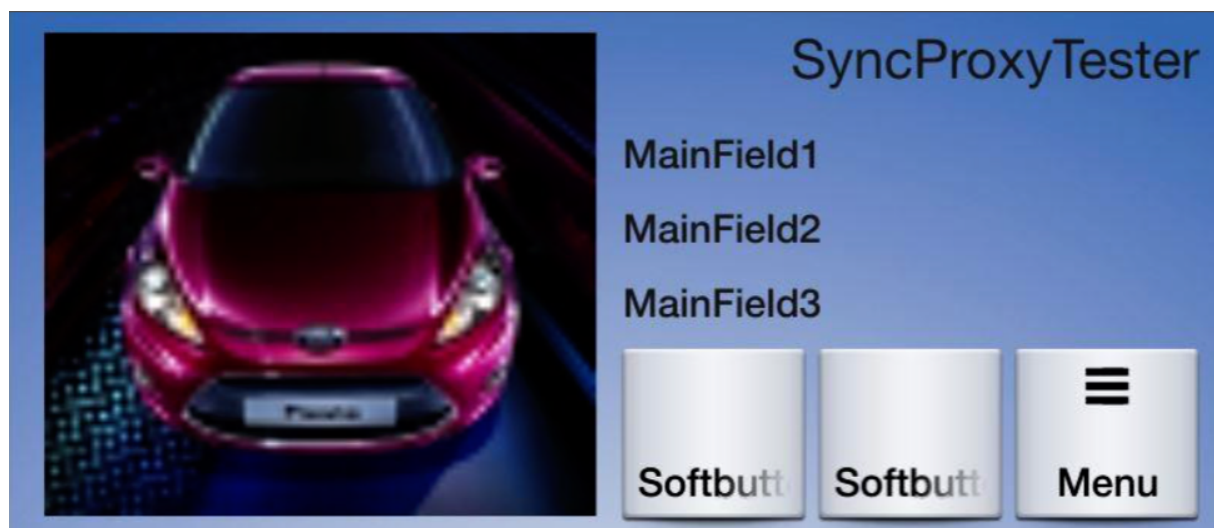 SyncProxyTester
MainField1
MainField2
MainField3
Softbutt Softbutt Menu